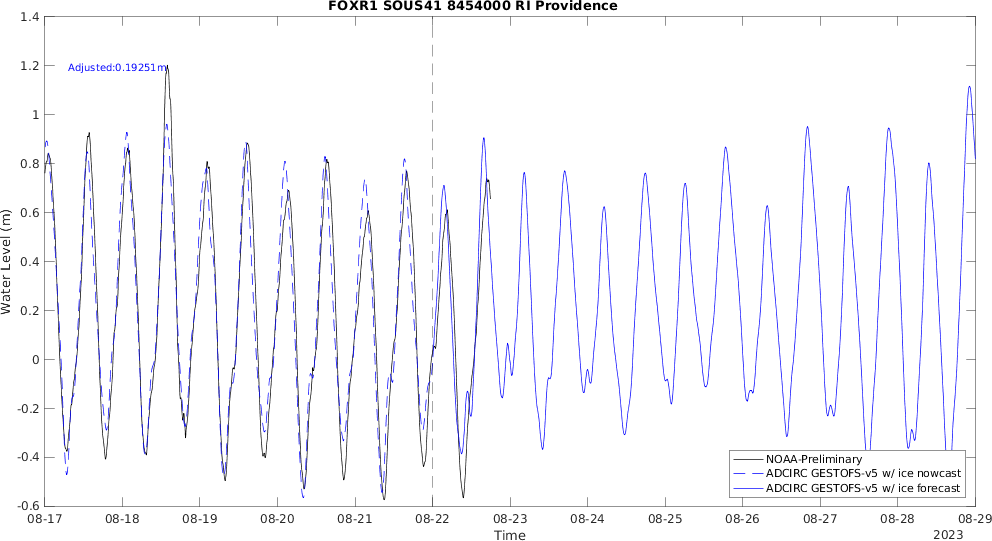 FOXR1 SOUS41 8454000 RI Providence
Adjusted:0.19251m
Water Level (m)
1.4
1.2
1
0.8
0.6
0.4
0.2
0
-0.2
-0.4
-0.6
NOAA-Preliminary
ADCIRC GESTOFS-v5 w/ ice nowcast
ADCIRC GESTOFS-v5 w/ ice forecast
08-17 08-18 08-19 08-20 08-21 08-22 08-23 08-24 08-25 08-26 08-27 08-28 08-29
Time
2023